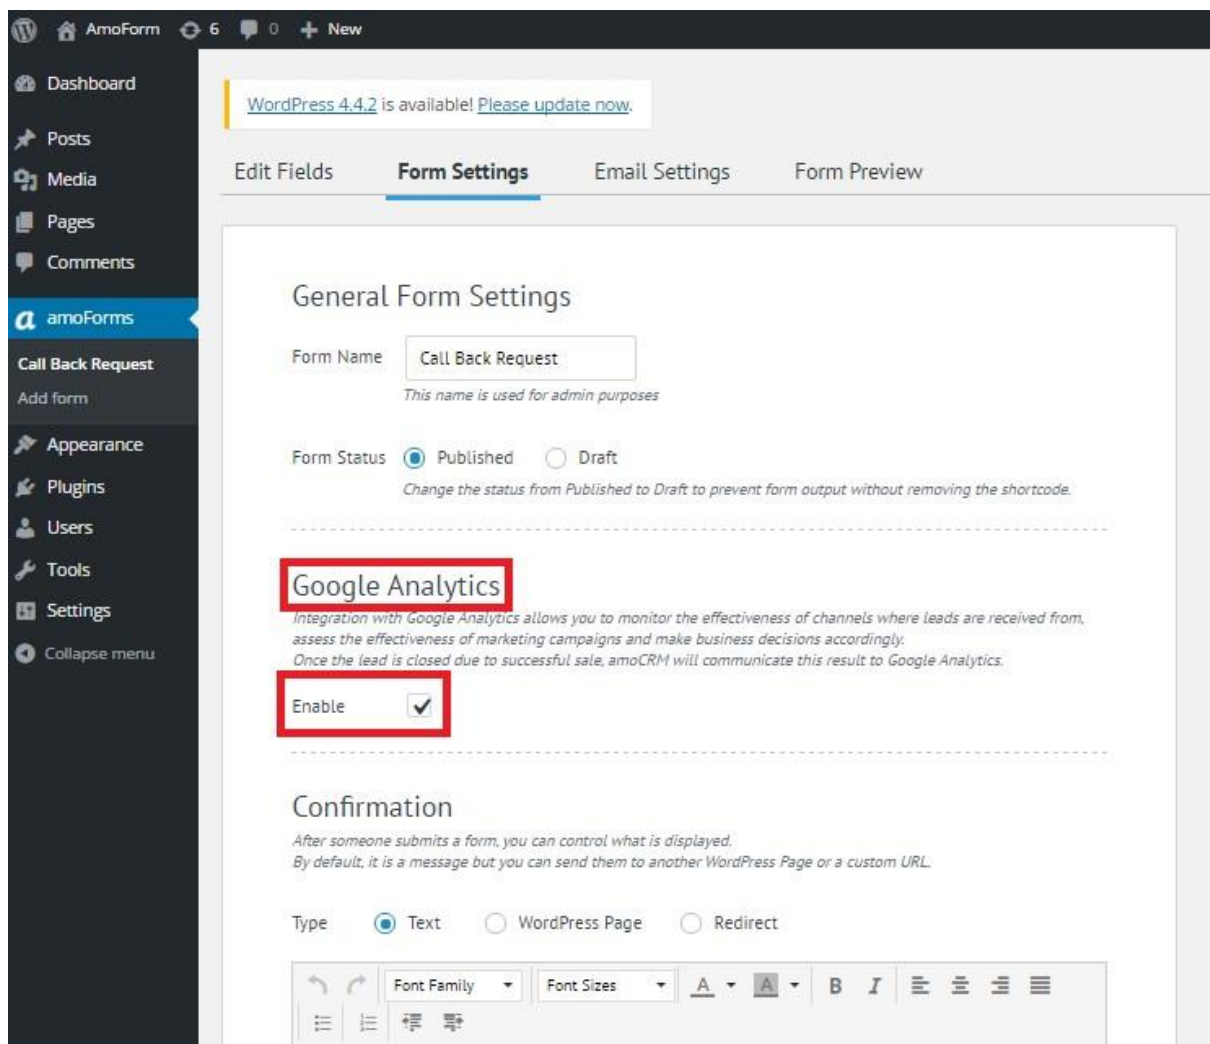 AmoForm 6 0 New
Dashboard
Posts
Media
Pages
Comments
amoForms
Call Back Request
Add form
Appearance
Plugins
Users
Tools
Settings
Collapse menu
WordPress 4.4.2 is available! Please update now.
Edit Fields Form Settings Email Settings Form Preview
General Form Settings
Form Name Call Back Request
This name is used for admin purposes
Form Status Published Draft
Change the status from Published to Draft to prevent form output without removing the shortcode.
Google Analytics
Integration with Google Analytics allows you to monitor the effectiveness of channels where leads are received from,
assess the effectiveness of marketing campaigns and make business decisions accordingly.
Once the lead is closed due to successful sale, amoCRM will communicate this result to Google Analytics.
Enable
Confirmation
After someone submits a form, you can control what is displayed.
By default, it is a message but you can send them to another WordPress Page or a custom URL.
Type Text WordPress Page Redirect
Font Family Font Sizes A A B I